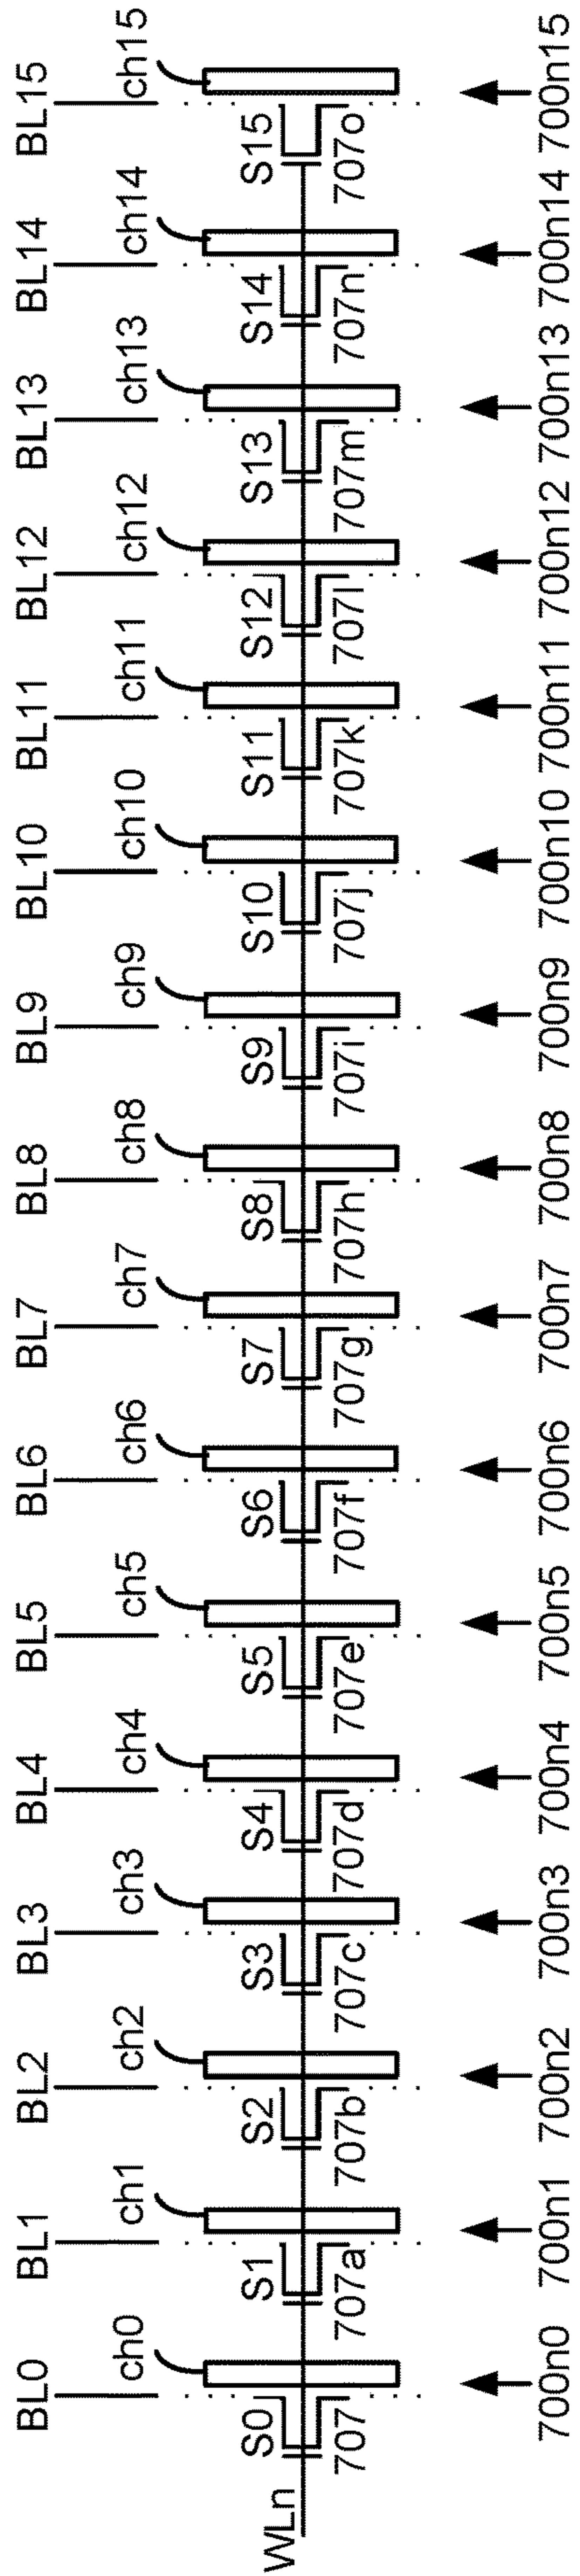 BL0 BL1 BL2 BL3 BL4 BL5 BL6 BL7 BL8 BL9 BL10 BL11 BL12 BL13 BL14 BL15
ch0 ch1 ch2 ch3 ch4 ch5 ch6 ch7 ch8 ch9 ch10 ch11 ch12 ch13 ch14 ch15
S0 S1 S2 S3 S4 S5 S6 S7 S8 S9 S10 S11 S12 S13 S14 S15
WLn
707 707a 707b 707c 707d 707e 707f 707g 707h 707i 707j 707k 707l 707m 707n 707o
700n0 700n1 700n2 700n3 700n4 700n5 700n6 700n7 700n8 700n9 700n10 700n11 700n12 700n13 700n14 700n15